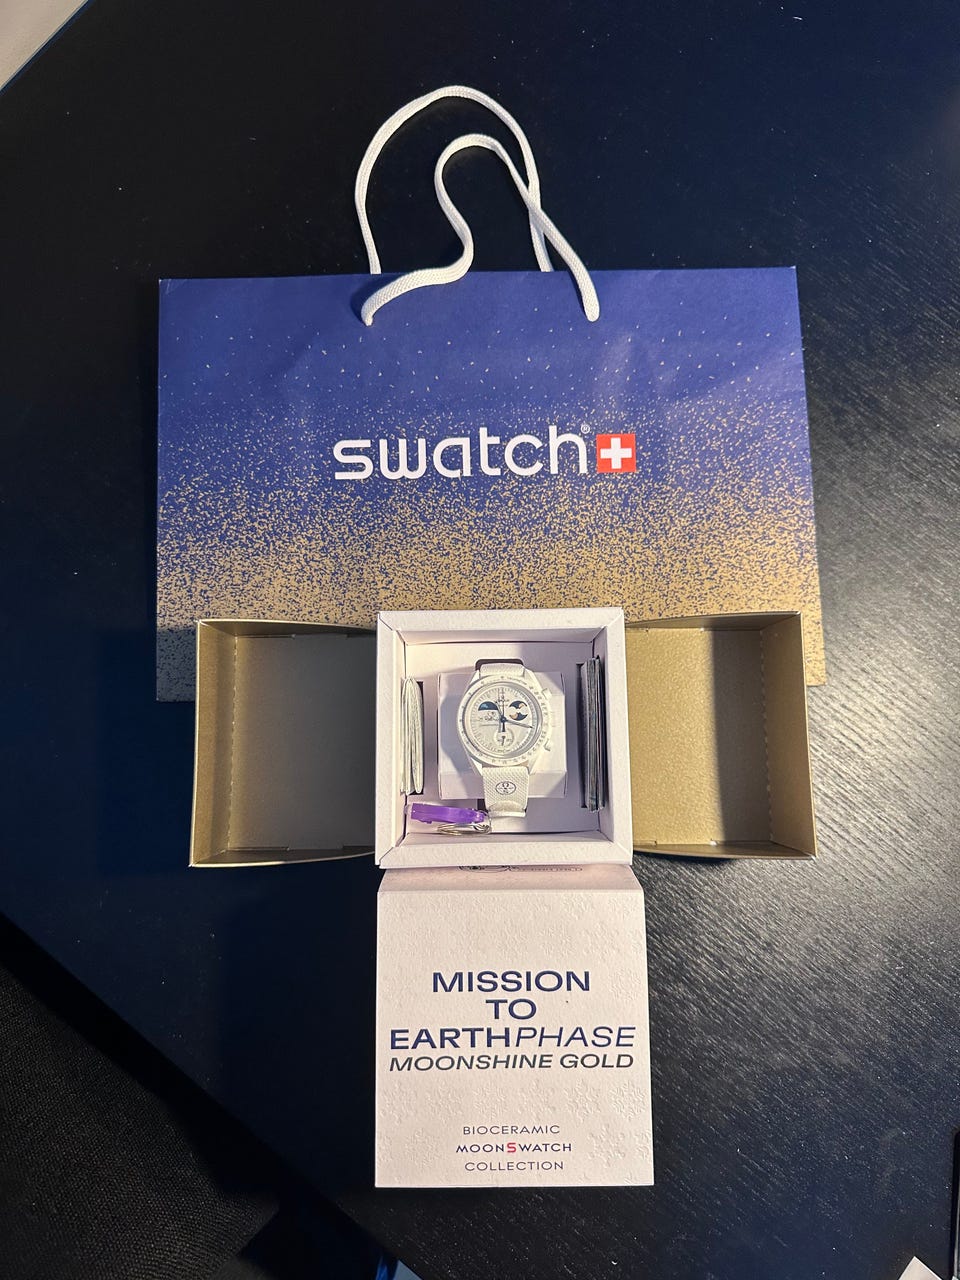 swatch®
MISSION
TO
EARTHPHASE
MOONSHINE GOLD
BIOCERAMIC
MOONSWATCH
COLLECTION